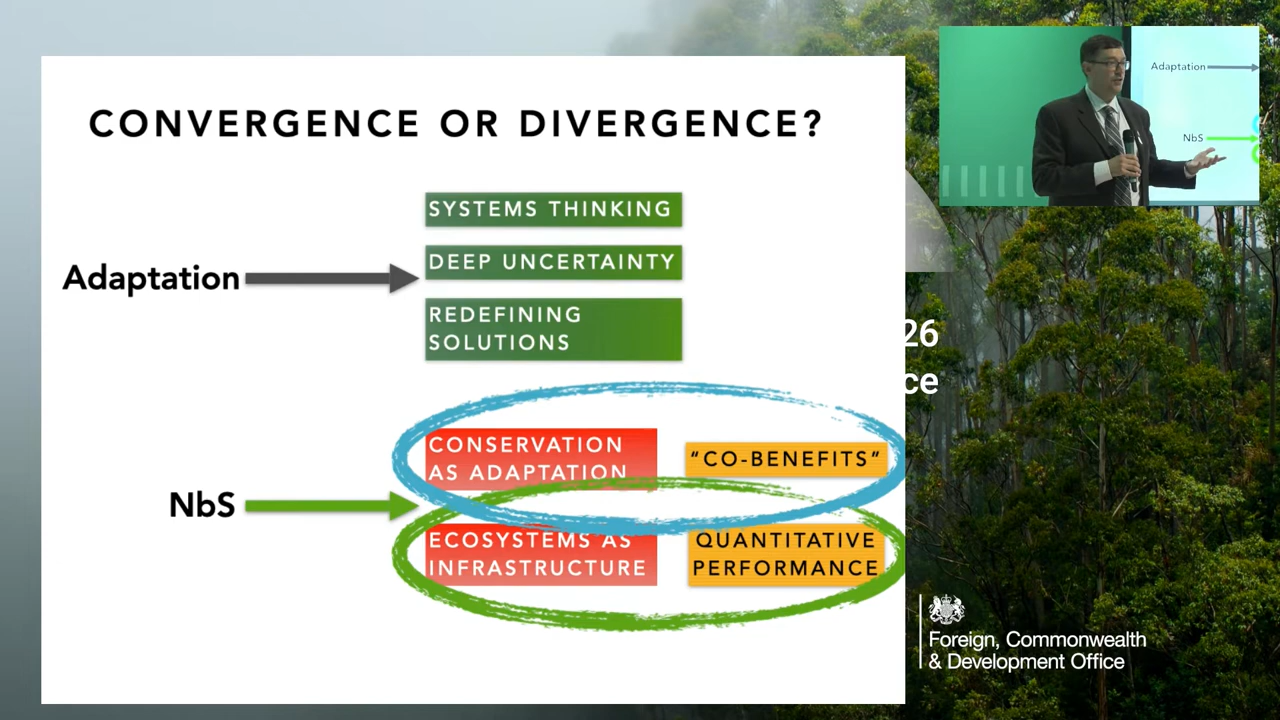 CONVERGENCE OR DIVERGENCE?
SYSTEMS THINKING
DEEP UNCERTAINTY
Adaptation
REDEFINING
SOLUTIONS
CONSERVATION
AS ADAPTATION
"CO-BENEFITS"
NbS
ECOSYSTEMS AS
INFRASTRUCTURE
QUANTITATIVE
PERFORMANCE
Adaptation
NbS
26
ce
Foreign, Commonwealth
& Development Office